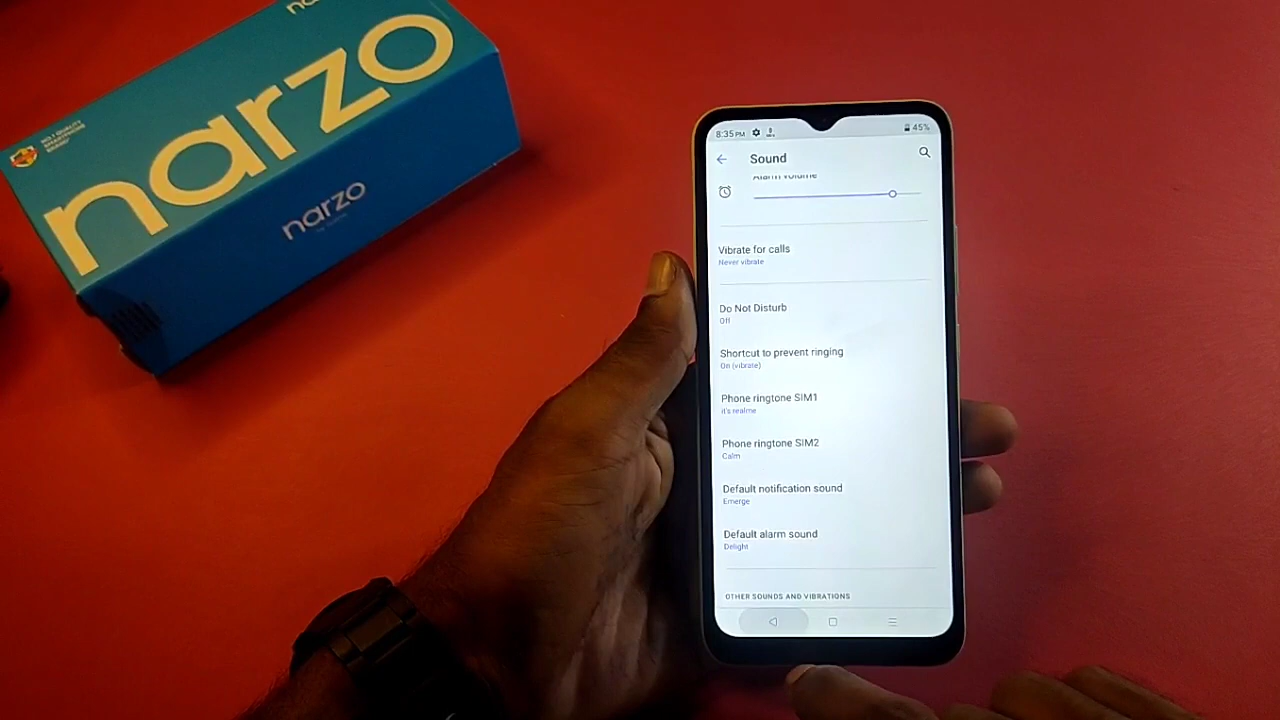 narzo
narzo
8:35 PM
45%
Sound
Alarm volume
Vibrate for calls
Never vibrate
Do Not Disturb
Off
Shortcut to prevent ringing
On (vibrate)
Phone ringtone SIM1
it's realme
Phone ringtone SIM2
Calm
Default notification sound
Emerge
Default alarm sound
Delight
OTHER SOUNDS AND VIBRATIONS